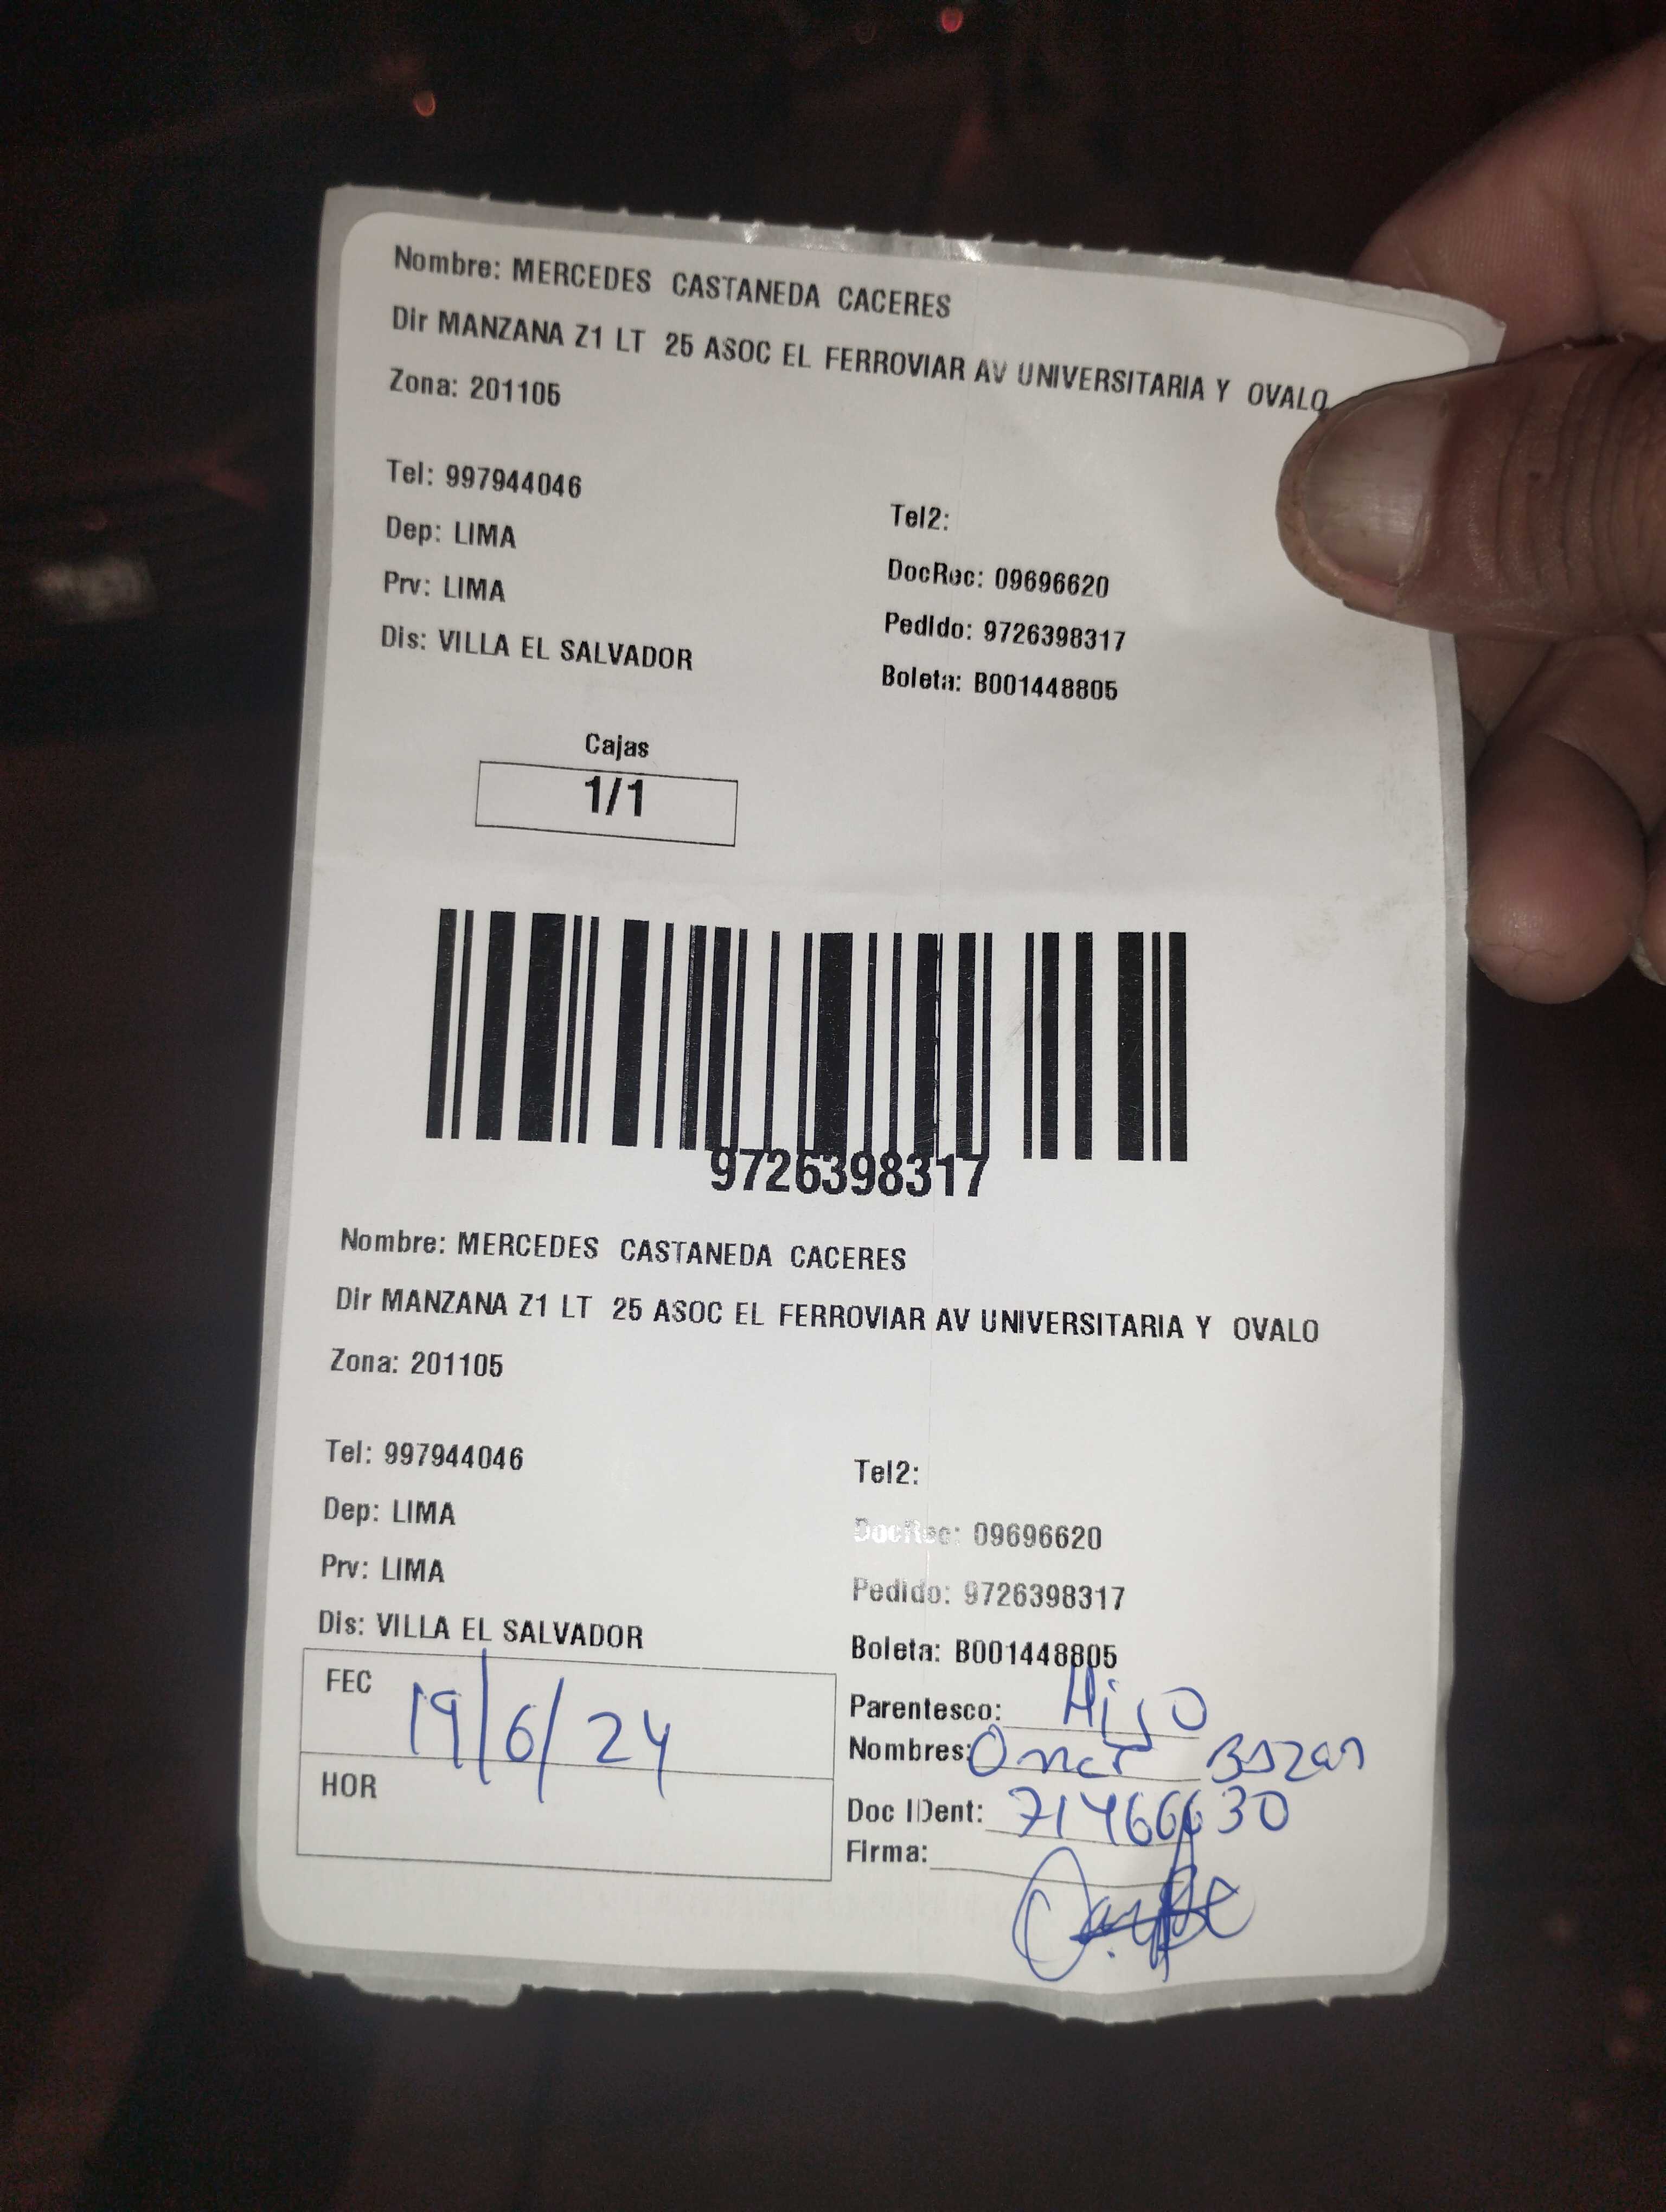 Nombre: MERCEDES CASTANEDA CACERES
Dir MANZANA Z1 LT 25 ASOC EL FERROVIAR AV UNIVERSITARIA Y OVALO
Zona: 201105
Tel: 997944046
Tel2:
Dep: LIMA
DocRec: 09696620
Prv: LIMA
Pedido: 9726398317
Dis: VILLA EL SALVADOR
Boleta: B001448805
Cajas
1/1
9726398317
Nombre: MERCEDES CASTANEDA CACERES
Dir MANZANA Z1 LT 25 ASOC EL FERROVIAR AV UNIVERSITARIA Y OVALO
Zona: 201105
Tel: 997944046
Tel2:
Dep: LIMA
DocRec: 09696620
Prv: LIMA
Pedido: 9726398317
Dis: VILLA EL SALVADOR
Boleta: B001448805
FEC 19/6/24
Parentesco: Hijo
Nombres: Omar Bazan
HOR
Doc IDent: 71466630
Firma: